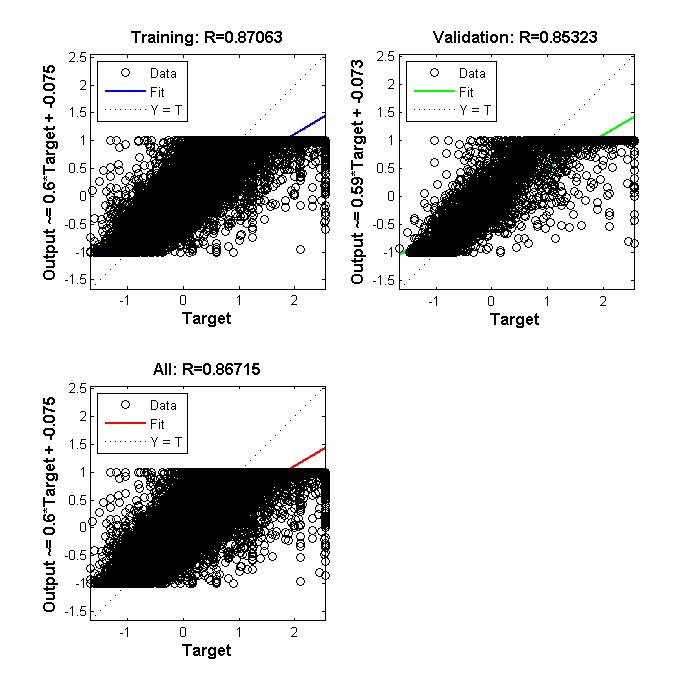 Training: R=0.87063
Output ~= 0.6*Target + -0.075
2.5
2
1.5
1
0.5
0
-0.5
-1
-1.5
Data
Fit
Y = T
-1
0
1
2
Target
Validation: R=0.85323
Output ~= 0.59*Target + -0.073
2.5
2
1.5
1
0.5
0
-0.5
-1
-1.5
Data
Fit
Y = T
-1
0
1
2
Target
All: R=0.86715
Output ~= 0.6*Target + -0.075
2.5
2
1.5
1
0.5
0
-0.5
-1
-1.5
Data
Fit
Y = T
-1
0
1
2
Target